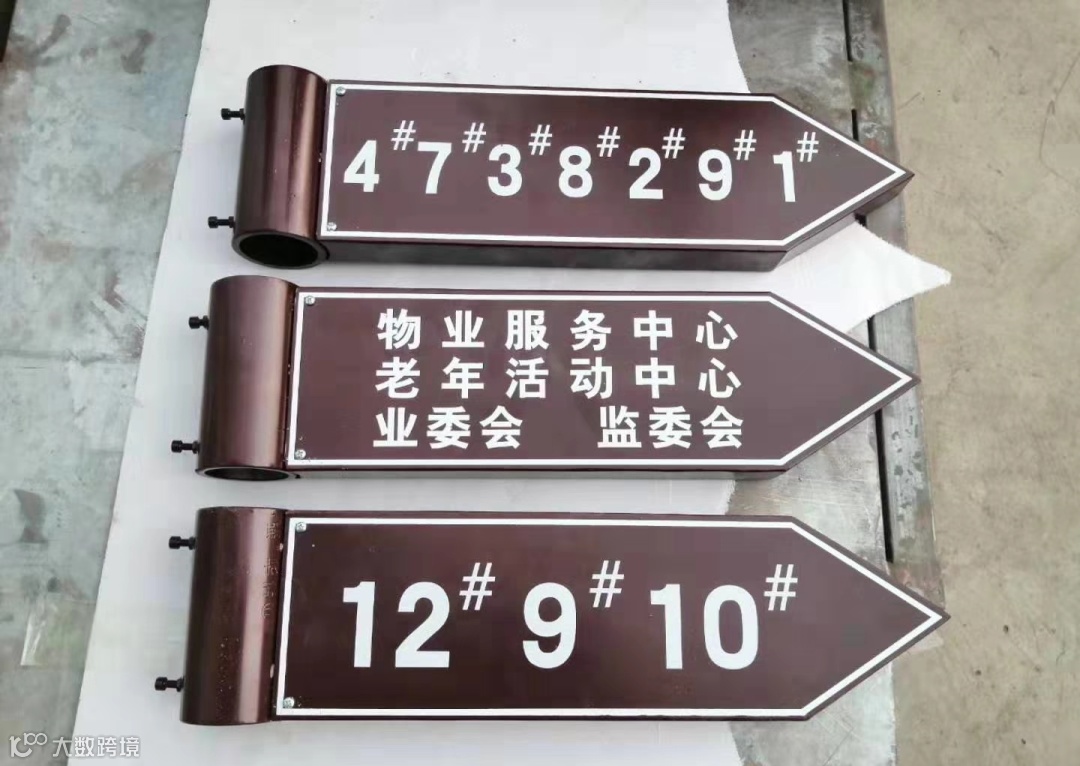 4# 7# 3# 8# 2# 9# 1#
物业服务中心
老年活动中心
业委会 监委会
12# 9# 10#
大数跨境